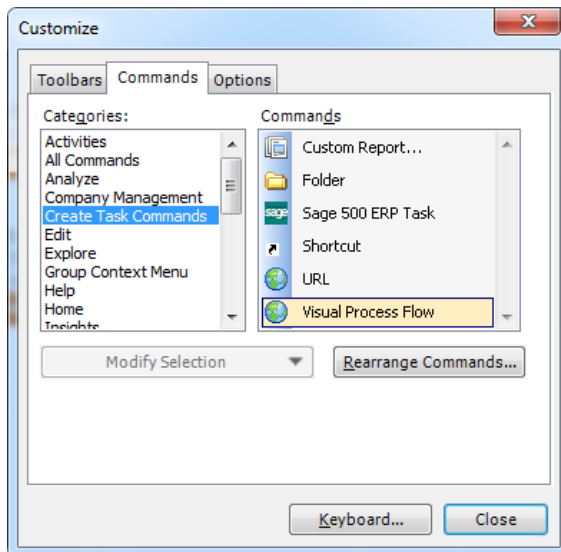 Customize
Toolbars Commands Options
Categories:
Activities
All Commands
Analyze
Company Management
Create Task Commands
Edit
Explore
Group Context Menu
Help
Home
Insights
Commands
Custom Report...
Folder
sage Sage 500 ERP Task
Shortcut
URL
Visual Process Flow
Modify Selection
Rearrange Commands...
Keyboard...
Close